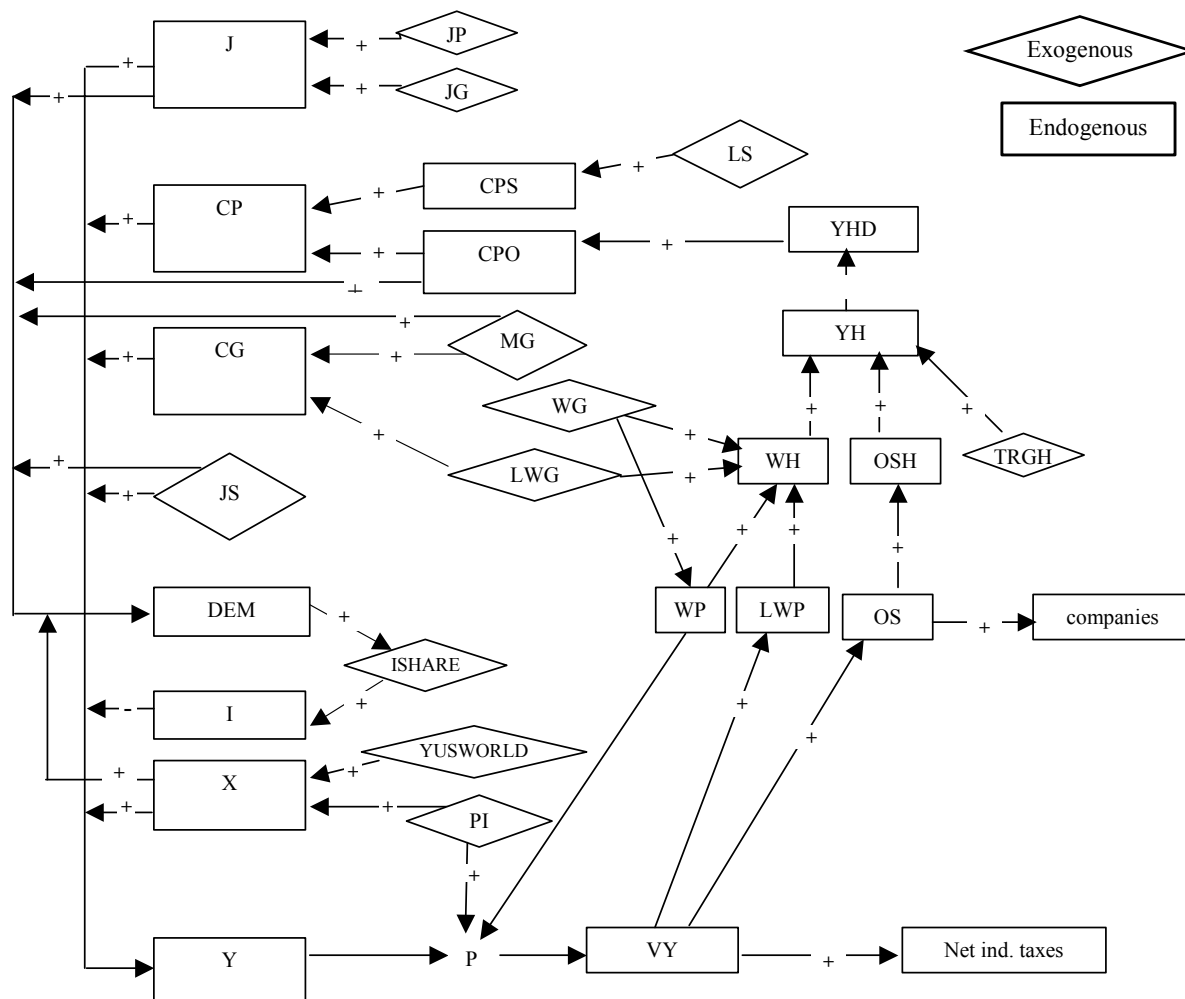 J
JP
JG
Exogenous
Endogenous
+
+
+
+
LS
CPS
+
CP
+
+
YHD
CPO
+
+
+
YH
MG
+
CG
+
+
WG
+
+
+
+
+
WH
OSH
TRGH
LWG
+
+
+
JS
+
+
+
+
+
DEM
WP
LWP
OS
companies
+
+
ISHARE
I
-
+
+
YUSWORLD
+
X
+
+
+
+
PI
+
Y
P
VY
+
Net ind. taxes